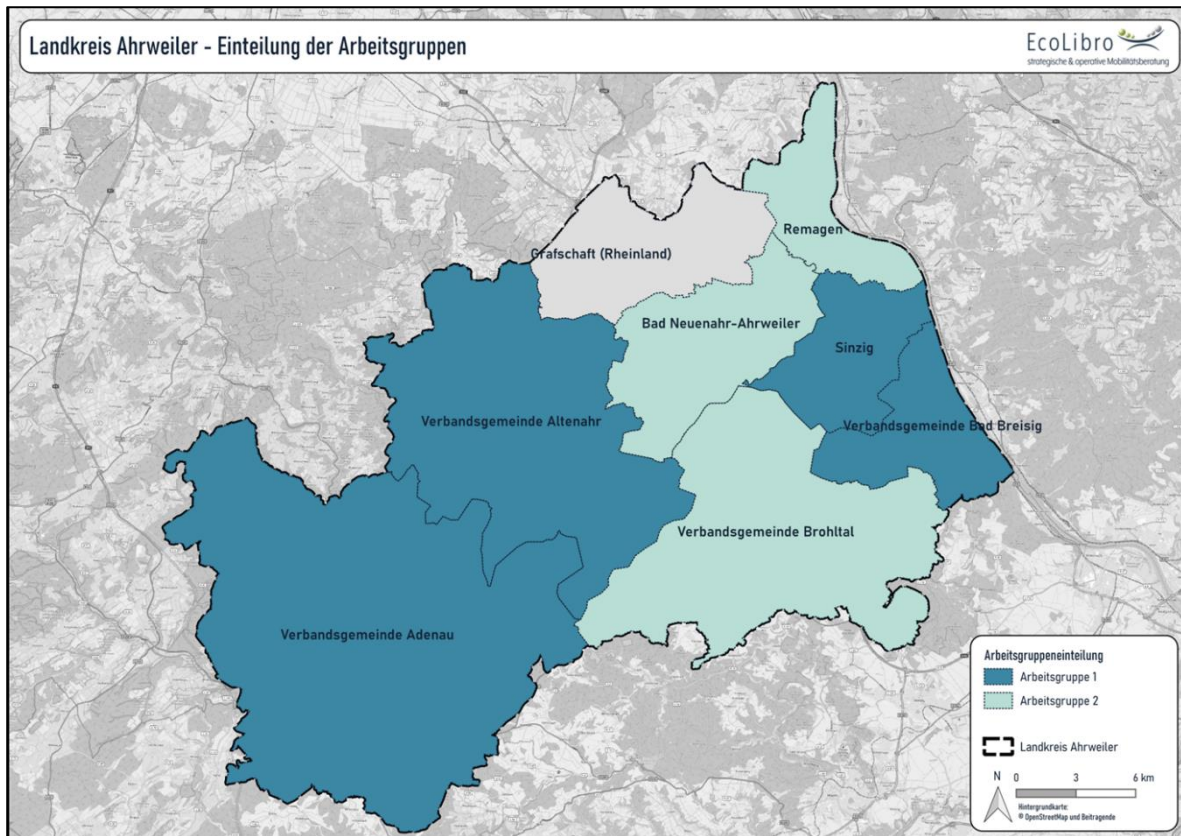 Landkreis Ahrweiler - Einteilung der Arbeitsgruppen
EcoLibro
strategische & operative Mobilitätsberatung
Remagen
Grafschaft (Rheinland)
Bad Neuenahr-Ahrweiler
Sinzig
Verbandsgemeinde Altenahr
Verbandsgemeinde Bad Breisig
Verbandsgemeinde Brohltal
Verbandsgemeinde Adenau
Arbeitsgruppeneinteilung
Arbeitsgruppe 1
Arbeitsgruppe 2
Landkreis Ahrweiler
N 0 3 6 km
Hintergrundkarte:
© OpenStreetMap und Beitragende